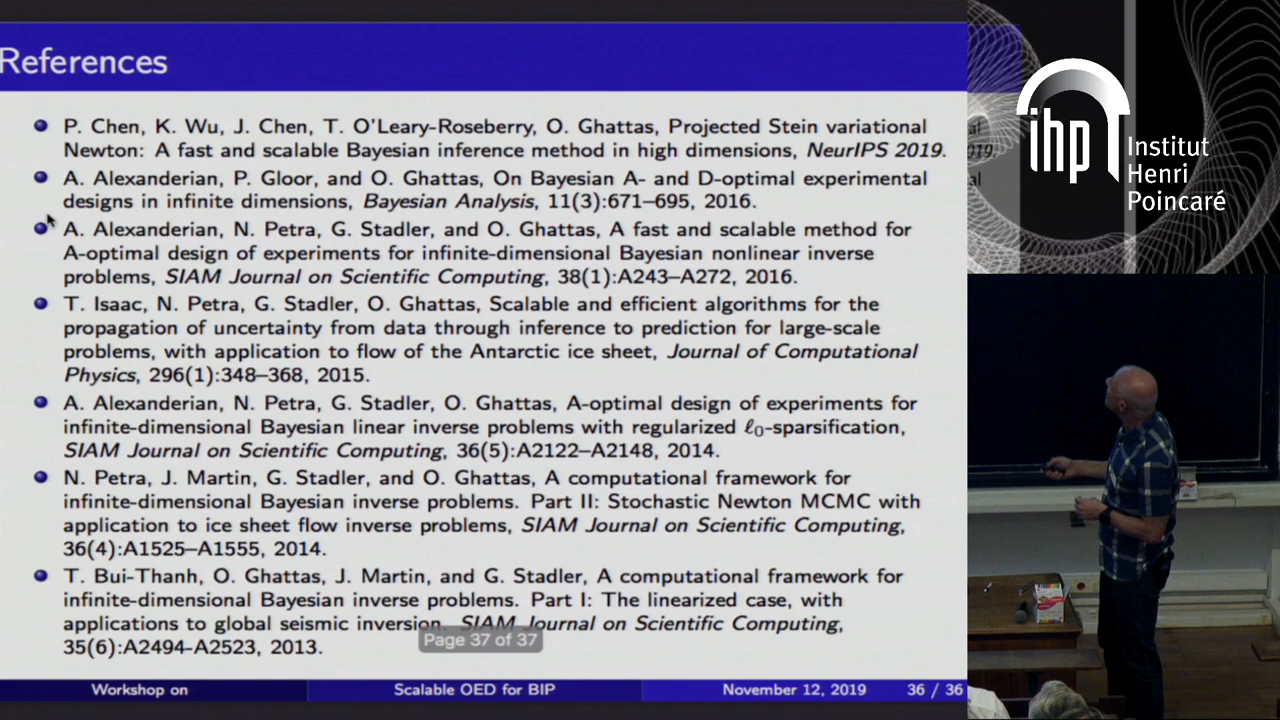 References
P. Chen, K. Wu, J. Chen, T. O'Leary-Roseberry, O. Ghattas, Projected Stein variational
Newton: A fast and scalable Bayesian inference method in high dimensions, NeurIPS 2019.
A. Alexanderian, P. Gloor, and O. Ghattas, On Bayesian A- and D-optimal experimental
designs in infinite dimensions, Bayesian Analysis, 11(3):671–695, 2016.
A. Alexanderian, N. Petra, G. Stadler, and O. Ghattas, A fast and scalable method for
A-optimal design of experiments for infinite-dimensional Bayesian nonlinear inverse
problems, SIAM Journal on Scientific Computing, 38(1):A243–A272, 2016.
T. Isaac, N. Petra, G. Stadler, O. Ghattas, Scalable and efficient algorithms for the
propagation of uncertainty from data through inference to prediction for large-scale
problems, with application to flow of the Antarctic ice sheet, Journal of Computational
Physics, 296(1):348–368, 2015.
A. Alexanderian, N. Petra, G. Stadler, O. Ghattas, A-optimal design of experiments for
infinite-dimensional Bayesian linear inverse problems with regularized ℓ0-sparsification,
SIAM Journal on Scientific Computing, 36(5):A2122–A2148, 2014.
N. Petra, J. Martin, G. Stadler, and O. Ghattas, A computational framework for
infinite-dimensional Bayesian inverse problems. Part II: Stochastic Newton MCMC with
application to ice sheet flow inverse problems, SIAM Journal on Scientific Computing,
36(4):A1525–A1555, 2014.
T. Bui-Thanh, O. Ghattas, J. Martin, and G. Stadler, A computational framework for
infinite-dimensional Bayesian inverse problems. Part I: The linearized case, with
applications to global seismic inversion, SIAM Journal on Scientific Computing,
35(6):A2494-A2523, 2013.
Page 37 of 37
Workshop on
Scalable OED for BIP
November 12, 2019
36 / 36
ihp
Institut
Henri
Poincaré
al
2019.
al